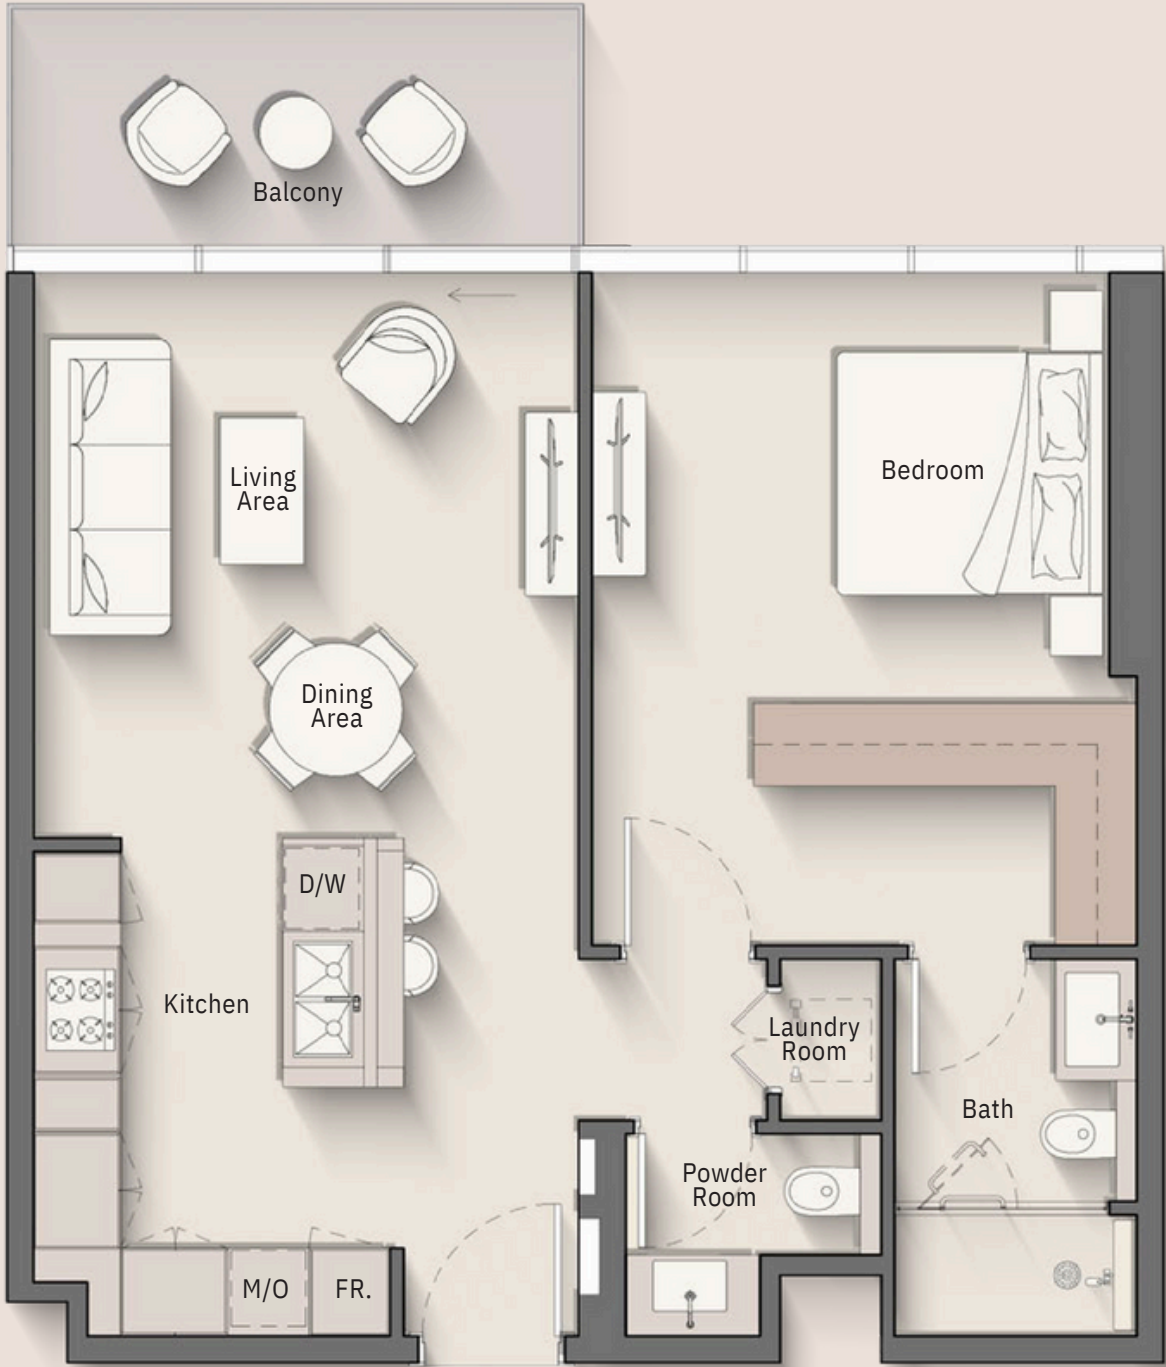 Balcony
Living
Area
Bedroom
Dining
Area
D/W
Kitchen
Laundry
Room
Bath
Powder
Room
M/O
FR.